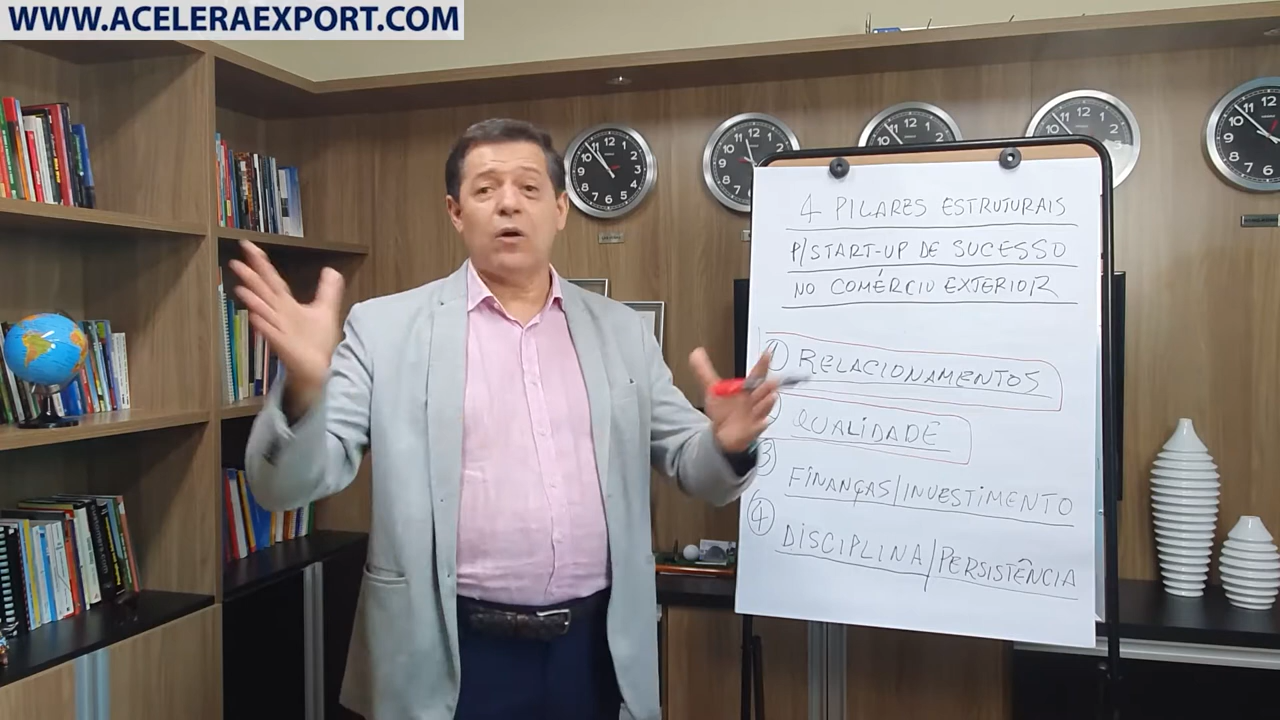 WWW.ACELERAEXPORT.COM
4 PILARES ESTRUTURAIS
P/START-UP DE SUCESSO
NO COMÉRCIO EXTERIOR
1 RELACIONAMENTOS
QUALIDADE
3
FINANÇAS/INVESTIMENTO
4
DISCIPLINA/PERSISTÊNCIA